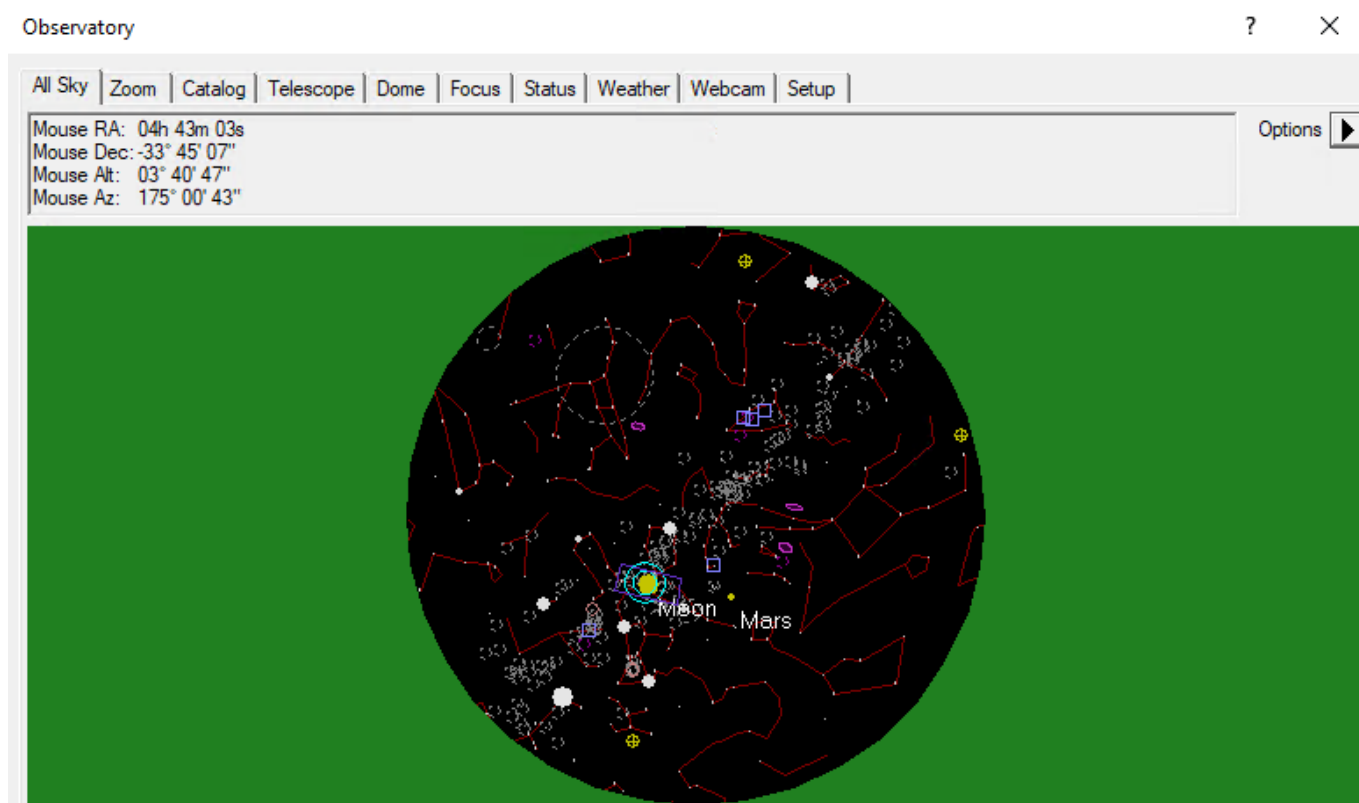 Observatory ?
All Sky Zoom Catalog Telescope Dome Focus Status Weather Webcam Setup
Mouse RA: 04h 43m 03s
Mouse Dec: -33° 45' 07"
Mouse Alt: 03° 40' 47"
Mouse Az: 175° 00' 43"
Options
Moon
Mars